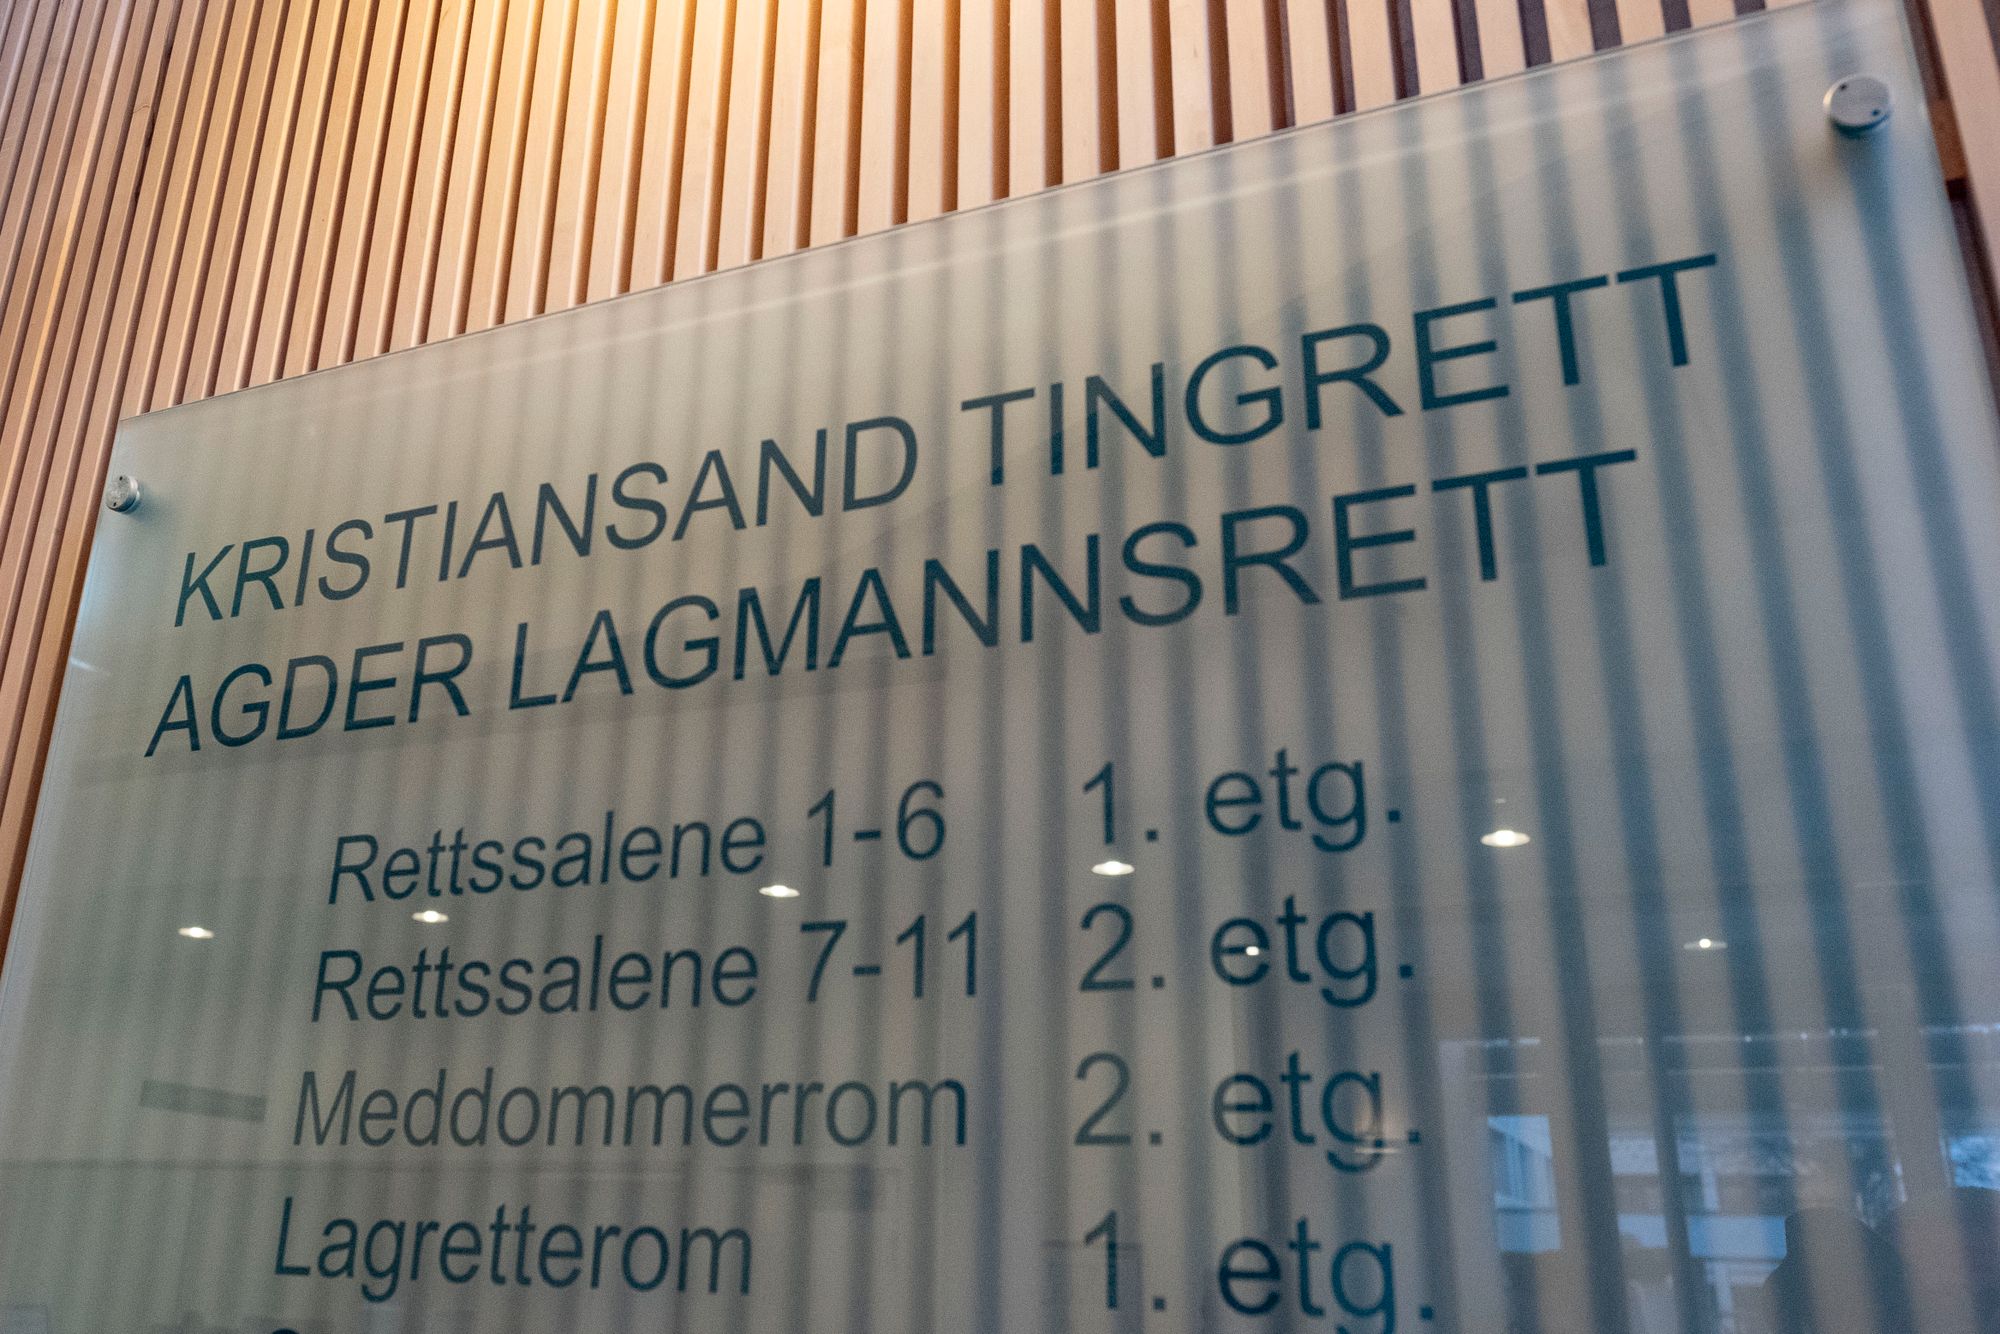 KRISTIANSAND TINGRETT
AGDER LAGMANNSRETT
Rettssalene 1-6 1. etg.
Rettssalene 7-11 2. etg.
Meddommerrom 2. etg.
Lagretterom 1. etg.